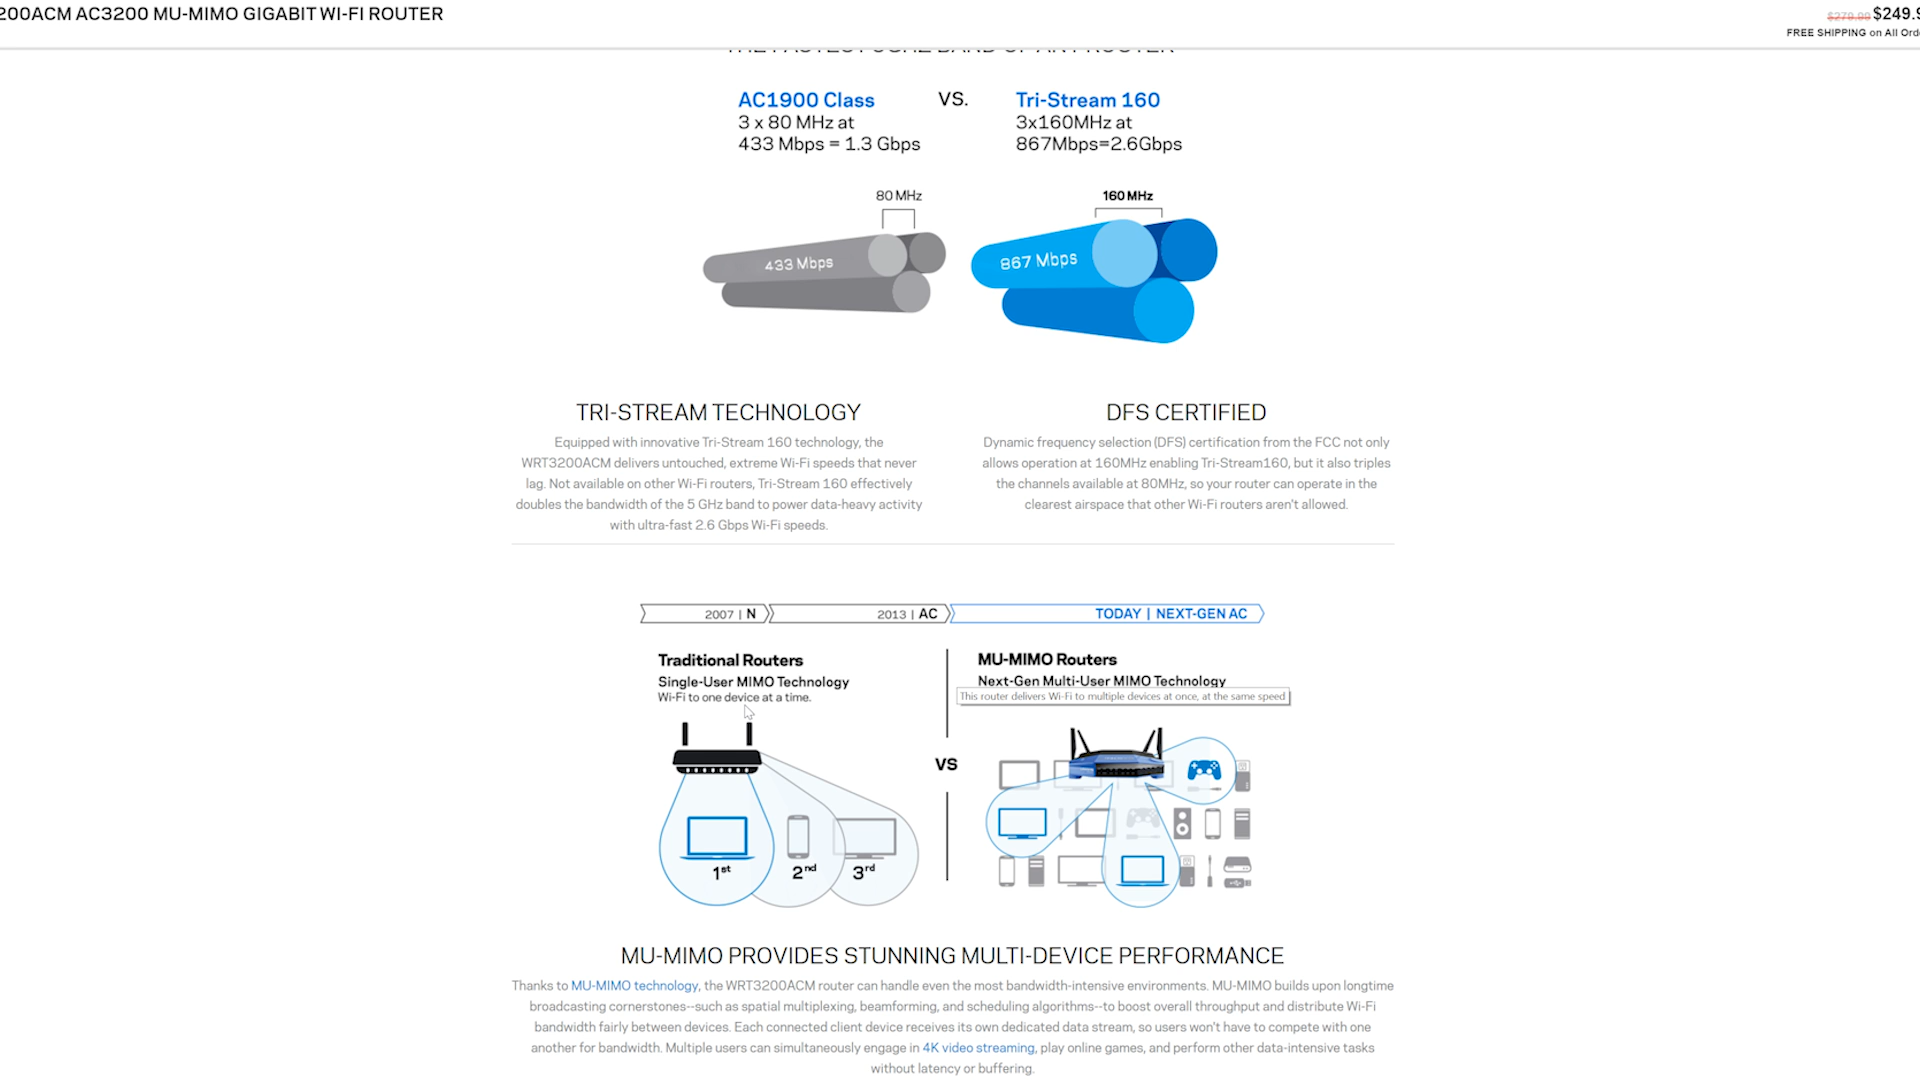 200ACM AC3200 MU-MIMO GIGABIT WI-FI ROUTER
$279.99 $249.9
FREE SHIPPING on All Ord
THE FASTEST 5GHZ BAND OF ANY ROUTER
AC1900 Class
3 x 80 MHz at
433 Mbps = 1.3 Gbps
VS.
Tri-Stream 160
3x160MHz at
867Mbps=2.6Gbps
80 MHz
433 Mbps
160 MHz
867 Mbps
TRI-STREAM TECHNOLOGY
Equipped with innovative Tri-Stream 160 technology, the
WRT3200ACM delivers untouched, extreme Wi-Fi speeds that never
lag. Not available on other Wi-Fi routers, Tri-Stream 160 effectively
doubles the bandwidth of the 5 GHz band to power data-heavy activity
with ultra-fast 2.6 Gbps Wi-Fi speeds.
DFS CERTIFIED
Dynamic frequency selection (DFS) certification from the FCC not only
allows operation at 160MHz enabling Tri-Stream160, but it also triples
the channels available at 80MHz, so your router can operate in the
clearest airspace that other Wi-Fi routers aren't allowed.
2007 | N
2013 | AC
TODAY | NEXT-GEN AC
Traditional Routers
Single-User MIMO Technology
Wi-Fi to one device at a time.
1st
2nd
3rd
VS
MU-MIMO Routers
Next-Gen Multi-User MIMO Technology
This router delivers Wi-Fi to multiple devices at once, at the same speed
MU-MIMO PROVIDES STUNNING MULTI-DEVICE PERFORMANCE
Thanks to MU-MIMO technology, the WRT3200ACM router can handle even the most bandwidth-intensive environments. MU-MIMO builds upon longtime
broadcasting cornerstones--such as spatial multiplexing, beamforming, and scheduling algorithms--to boost overall throughput and distribute Wi-Fi
bandwidth fairly between devices. Each connected client device receives its own dedicated data stream, so users won't have to compete with one
another for bandwidth. Multiple users can simultaneously engage in 4K video streaming, play online games, and perform other data-intensive tasks
without latency or buffering.